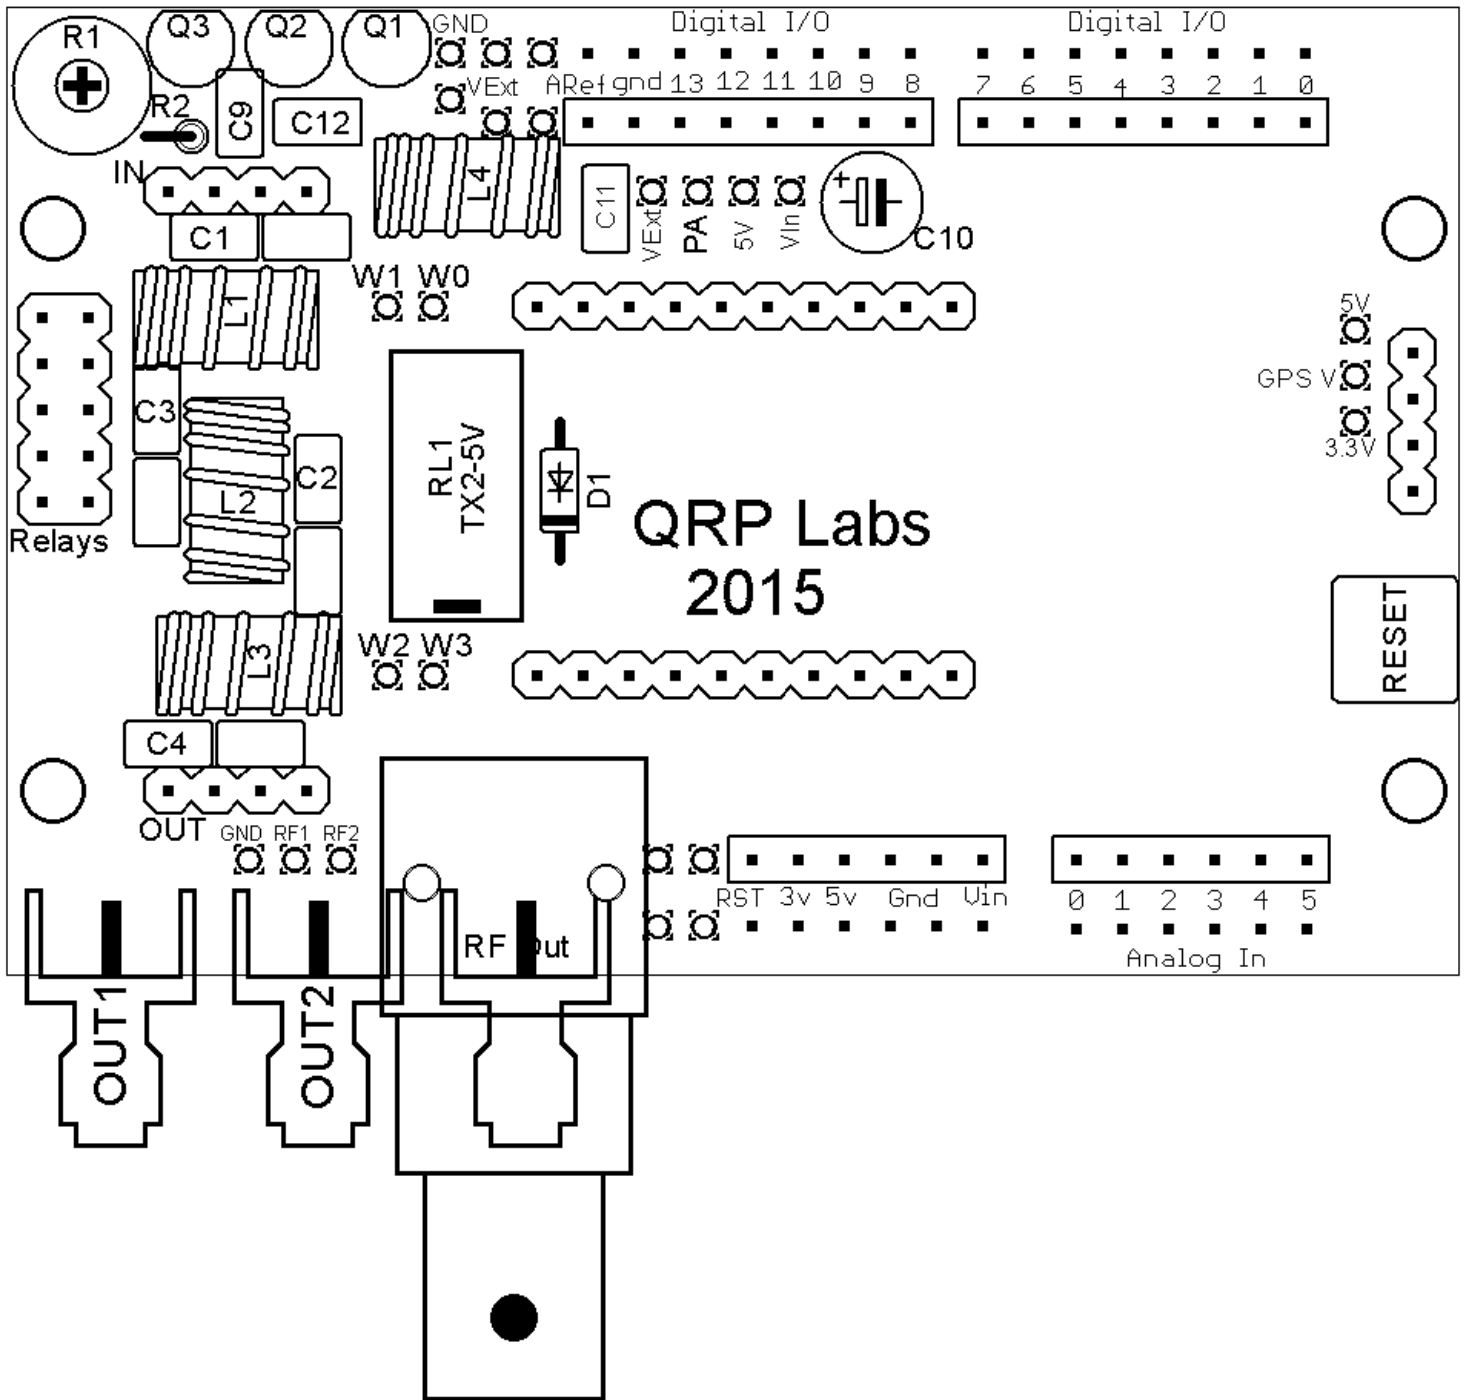 R1
Q3
Q2
Q1
GND
Digital I/O
Digital I/O
VExt
ARef gnd 13 12 11 10 9 8
7 6 5 4 3 2 1 0
R2
C9
C12
IN
L4
C11
VExt
PA
5V
VIn
+
C10
C1
W1 W0
L1
5V
GPS V
3.3V
C3
RL1
TX2-5V
D1
C2
L2
Relays
QRP Labs
2015
RESET
L3
W2 W3
C4
OUT
GND RF1 RF2
RST 3v 5v Gnd Vin
0 1 2 3 4 5
Analog In
RF Out
OUT1
OUT2